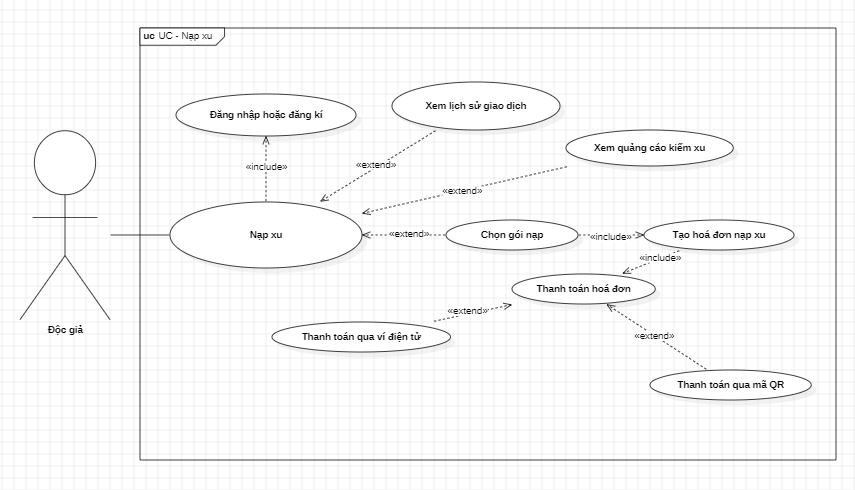 uc UC - Nạp xu
Đăng nhập hoặc đăng kí
Xem lịch sử giao dịch
Xem quảng cáo kiếm xu
«include»
«extend»
«extend»
Nạp xu
«extend»
Chọn gói nạp
«include»
Tạo hoá đơn nạp xu
«include»
Thanh toán hoá đơn
«extend»
Thanh toán qua ví điện tử
«extend»
Thanh toán qua mã QR
Độc giả